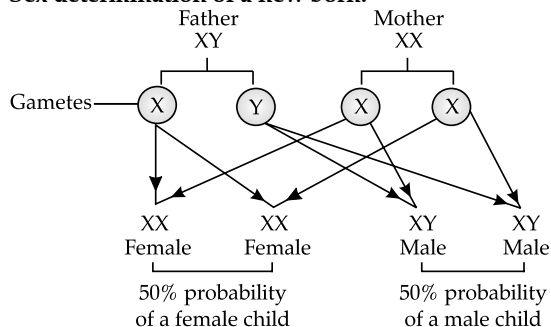 Sex determination of a new-born:
Father Mother
XY XX
Gametes X Y X X
XX XX XY XY
Female Female Male Male
50% probability 50% probability
of a female child of a male child